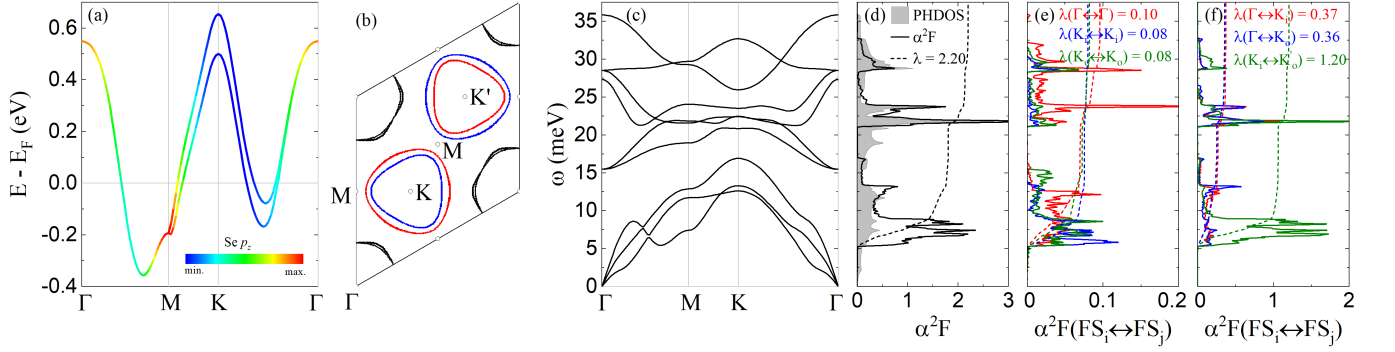 (a)
E - E_F (eV)
0.6
0.4
0.2
0.0
-0.2
-0.4
Γ
M
K
Γ
Se p_z
min.
max.
(b)
K'
M
M
K
Γ
(c)
ω (meV)
35
30
25
20
15
10
5
0
Γ
M
K
Γ
(d)
PHDOS
α²F
λ = 2.20
0
1
2
3
α²F
(e)
λ(Γ↔Γ) = 0.10
λ(K_i↔K_i) = 0.08
λ(K_o↔K_o) = 0.08
0.0
0.1
0.2
α²F(FS_i↔FS_j)
(f)
λ(Γ↔K_i) = 0.37
λ(Γ↔K_o) = 0.36
λ(K_i↔K_o) = 1.20
0
1
2
α²F(FS_i↔FS_j)